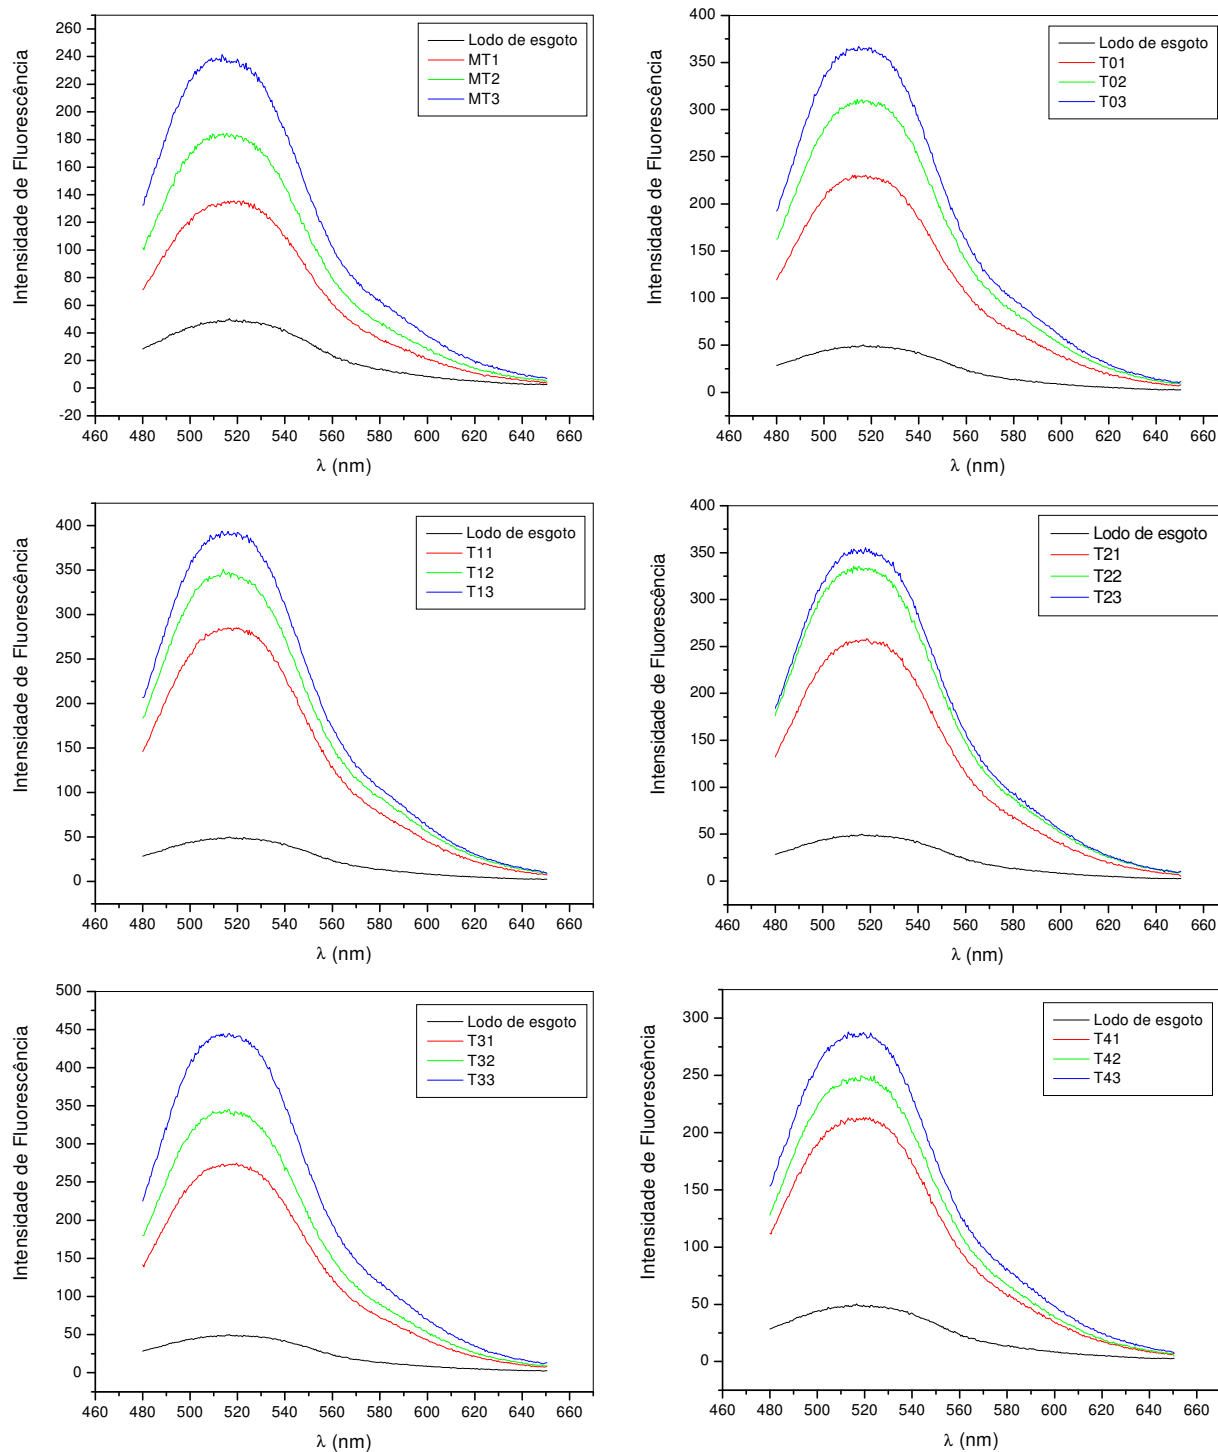 Intensidade de Fluorescência
260
240
220
200
180
160
140
120
100
80
60
40
20
0
-20
460 480 500 520 540 560 580 600 620 640 660
λ (nm)
Lodo de esgoto
MT1
MT2
MT3
Intensidade de Fluorescência
400
350
300
250
200
150
100
50
0
460 480 500 520 540 560 580 600 620 640 660
λ (nm)
Lodo de esgoto
T01
T02
T03
Intensidade de Fluorescência
400
350
300
250
200
150
100
50
0
460 480 500 520 540 560 580 600 620 640 660
λ (nm)
Lodo de esgoto
T11
T12
T13
Intensidade de Fluorescência
400
350
300
250
200
150
100
50
0
460 480 500 520 540 560 580 600 620 640 660
λ (nm)
Lodo de esgoto
T21
T22
T23
Intensidade de Fluorescência
500
450
400
350
300
250
200
150
100
50
0
460 480 500 520 540 560 580 600 620 640 660
λ (nm)
Lodo de esgoto
T31
T32
T33
Intensidade de Fluorescência
300
250
200
150
100
50
0
460 480 500 520 540 560 580 600 620 640 660
λ (nm)
Lodo de esgoto
T41
T42
T43